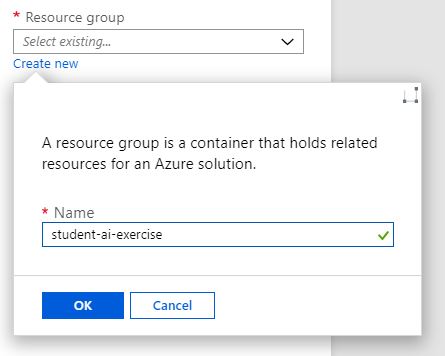 * Resource group
Select existing...
Create new
A resource group is a container that holds related
resources for an Azure solution.
* Name
student-ai-exercise
OK
Cancel